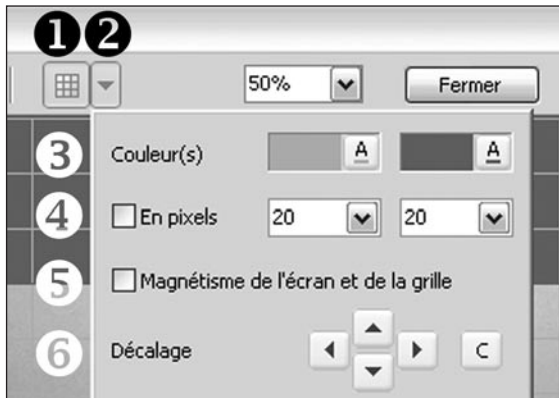 1 2
50% Fermer
3 Couleur(s) A A
4 En pixels 20 20
5 Magnétisme de l'écran et de la grille
6 Décalage C